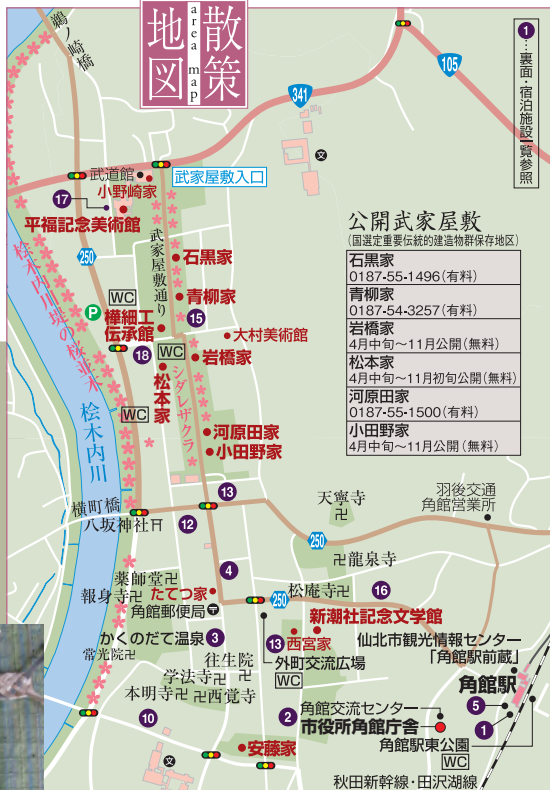 散策
地図
area map
1…裏面・宿泊施設一覧参照
鵜ノ崎橋
341
105
文
武家屋敷入口
武道館
小野崎家
17
平福記念美術館
250
武家屋敷通り
石黒家
青柳家
WC
P
樺細工
伝承館
15
大村美術館
桧木内川堤の桜並木
18
WC
岩橋家
松本家
シダレザクラ
WC
桧木内川
河原田家
小田野家
公開武家屋敷
(国選定重要伝統的建造物群保存地区)
石黒家
0187-55-1496(有料)
青柳家
0187-54-3257(有料)
岩橋家
4月中旬～11月公開(無料)
松本家
4月中旬～11月初旬公開(無料)
河原田家
0187-55-1500(有料)
小田野家
4月中旬～11月公開(無料)
羽後交通
角館営業所
13
天寧寺卍
横町橋
八坂神社
12
250
卍龍泉寺
4
薬師堂卍
報身寺卍
たてつ家
250
松庵寺卍
16
角館郵便局
〒
新潮社記念文学館
かくのだて温泉
3
13
西宮家
仙北市観光情報センター
「角館駅前蔵」
常光院卍
往生院卍
外町交流広場
WC
学法寺卍
角館駅
本明寺卍
卍西覚寺
5
10
2
角館交流センター
市役所角館庁舎
1
角館駅東公園
WC
文
安藤家
秋田新幹線・田沢湖線